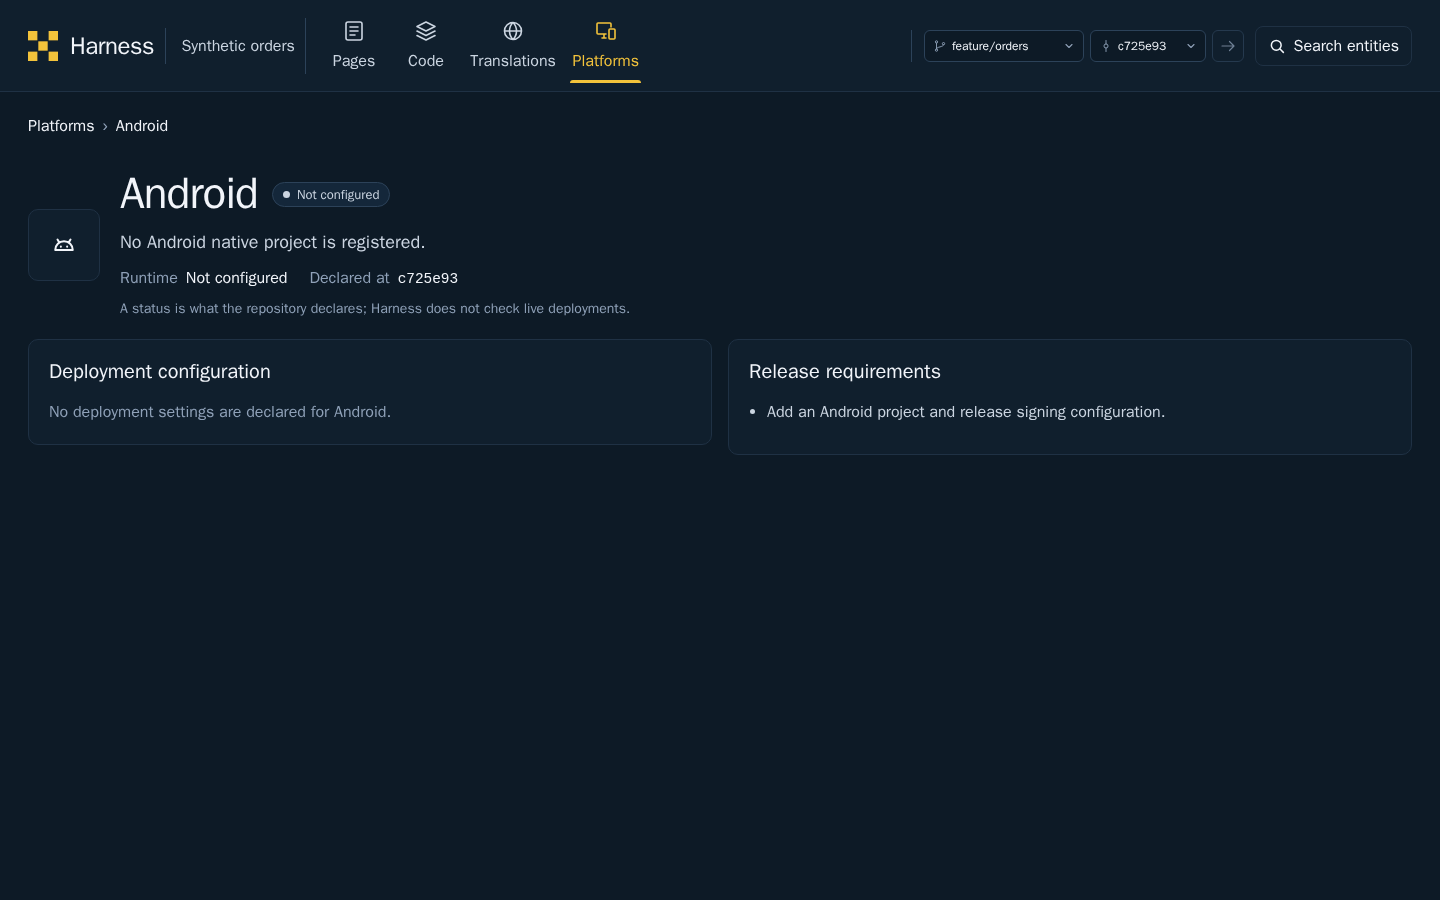 Harness
Synthetic orders
Pages
Code
Translations
Platforms
feature/orders
c725e93
Search entities
Platforms › Android
Android
Not configured
No Android native project is registered.
Runtime Not configured Declared at c725e93
A status is what the repository declares; Harness does not check live deployments.
Deployment configuration
No deployment settings are declared for Android.
Release requirements
• Add an Android project and release signing configuration.